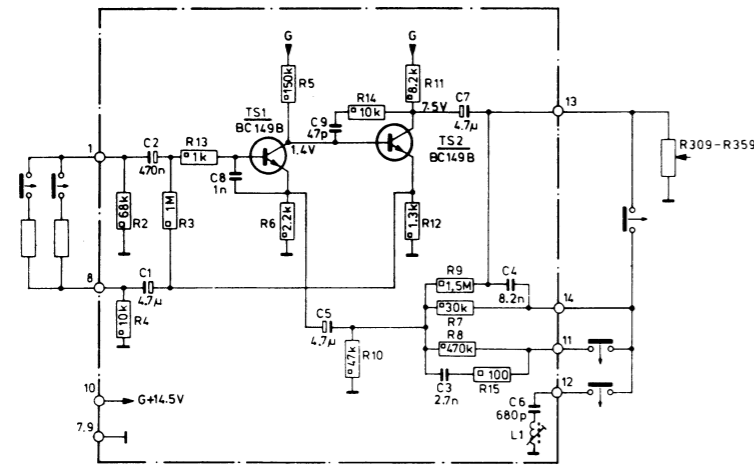 G
G
150k
R5
8.2k
R11
R14
10k
7.5V
C7
4.7µ
13
TS1
BC149B
C9
47p
1.4V
TS2
BC149B
R309-R359
1
C2
470n
R13
1k
C8
1n
68k
R2
1M
R3
R6
2.2k
1.3k
R12
8
C1
4.7µ
10k
R4
R9
1,5M
C4
8.2n
14
30k
R7
R8
470k
11
C5
4.7µ
47k
R10
C3
2.7n
100
R15
12
C6
680p
L1
10
G+14.5V
7.9